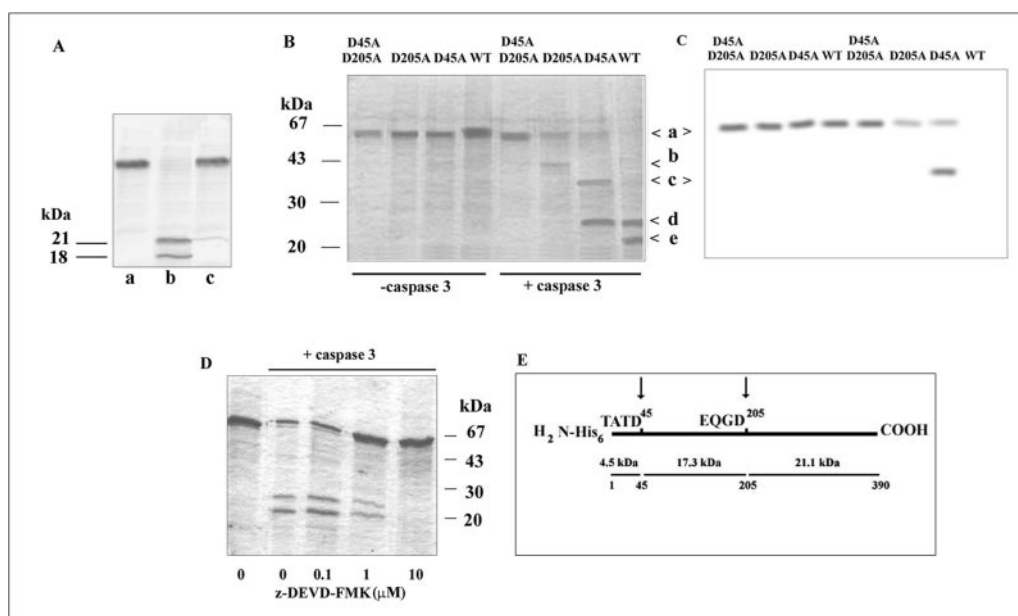 A
kDa
21
18
a b c
B
D45A
D205A D205A D45A WT
D45A
D205A D205A D45A WT
kDa
67
43
30
20
< a >
< b
< c >
< d
< e
-caspase 3
+ caspase 3
C
D45A
D205A D205A D45A WT
D45A
D205A D205A D45A WT
D
+ caspase 3
kDa
67
43
30
20
0 0 0.1 1 10
z-DEVD-FMK(μM)
E
TATD45 EQGD205
H2 N-His6 COOH
4.5 kDa 17.3 kDa 21.1 kDa
1 45 205 390